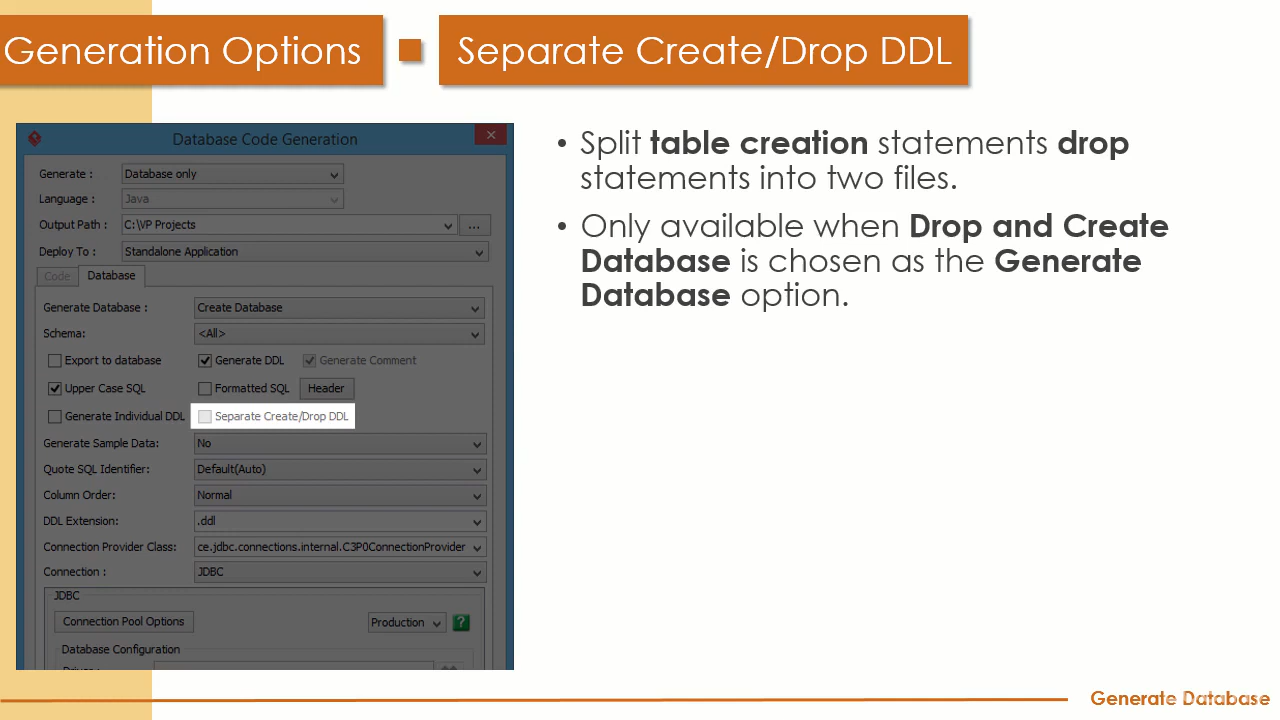 Generation Options
Separate Create/Drop DDL
Database Code Generation
Generate :
Database only
Language :
Java
Output Path :
C:\VP Projects
...
Deploy To :
Standalone Application
Code
Database
Generate Database :
Create Database
Schema:
<All>
Export to database
Generate DDL
Generate Comment
Upper Case SQL
Formatted SQL
Header
Generate Individual DDL
Separate Create/Drop DDL
Generate Sample Data:
No
Quote SQL Identifier:
Default(Auto)
Column Order:
Normal
DDL Extension:
.ddl
Connection Provider Class:
ce.jdbc.connections.internal.C3P0ConnectionProvider
Connection :
JDBC
JDBC
Connection Pool Options
Production
?
Database Configuration
• Split table creation statements drop
statements into two files.
• Only available when Drop and Create
Database is chosen as the Generate
Database option.
Generate Database